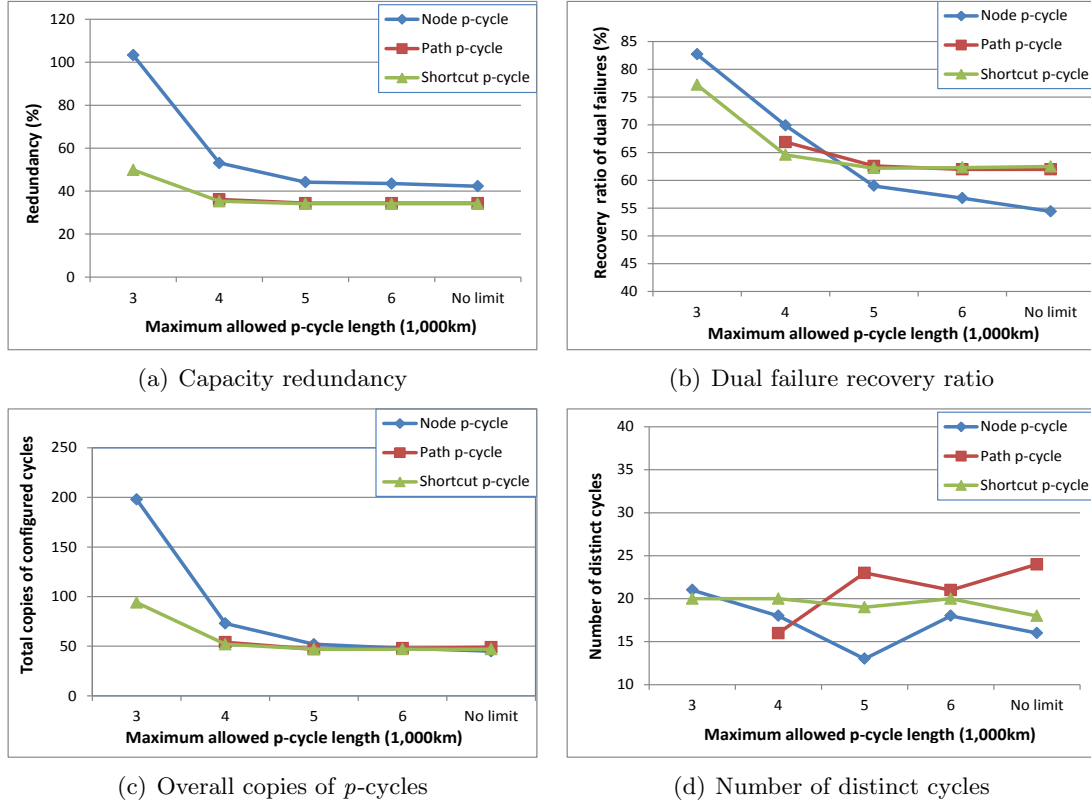 120
100
80
60
40
20
0
Redundancy (%)
3 4 5 6 No limit
Maximum allowed p-cycle length (1,000km)
Node p-cycle
Path p-cycle
Shortcut p-cycle
(a) Capacity redundancy
85
80
75
70
65
60
55
50
45
40
Recovery ratio of dual failures (%)
3 4 5 6 No limit
Maximum allowed p-cycle length (1,000km)
Node p-cycle
Path p-cycle
Shortcut p-cycle
(b) Dual failure recovery ratio
250
200
150
100
50
0
Total copies of configured cycles
3 4 5 6 No limit
Maximum allowed p-cycle length (1,000km)
Node p-cycle
Path p-cycle
Shortcut p-cycle
(c) Overall copies of p-cycles
40
35
30
25
20
15
10
Number of distinct cycles
3 4 5 6 No limit
Maximum allowed p-cycle length (1,000km)
Node p-cycle
Path p-cycle
Shortcut p-cycle
(d) Number of distinct cycles